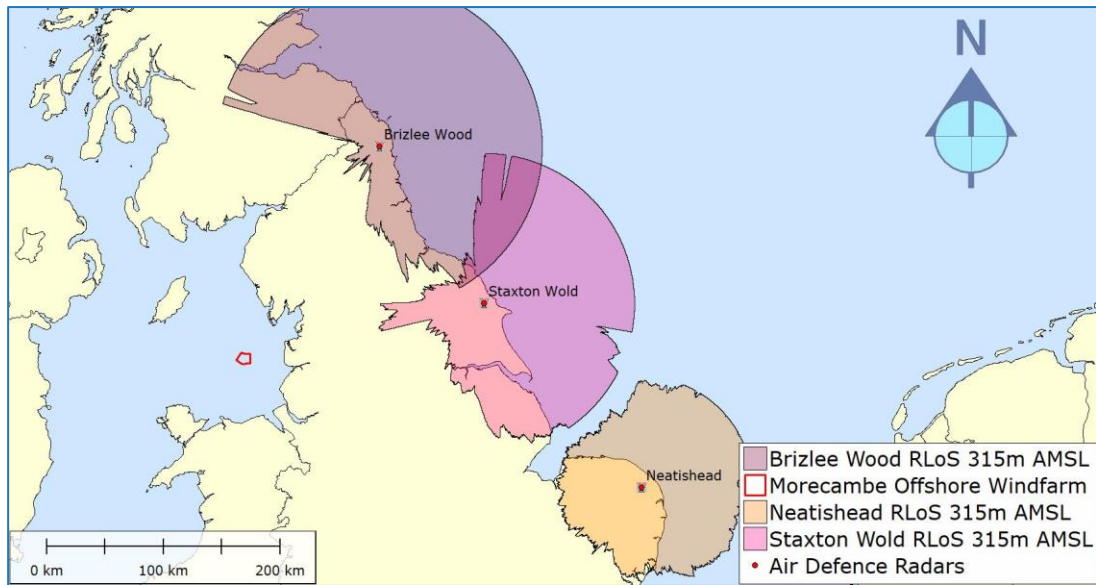 N
Brizlee Wood
Staxton Wold
Neatishead
Brizlee Wood RLoS 315m AMSL
Morecambe Offshore Windfarm
Neatishead RLoS 315m AMSL
Staxton Wold RLoS 315m AMSL
Air Defence Radars
0 km 100 km 200 km